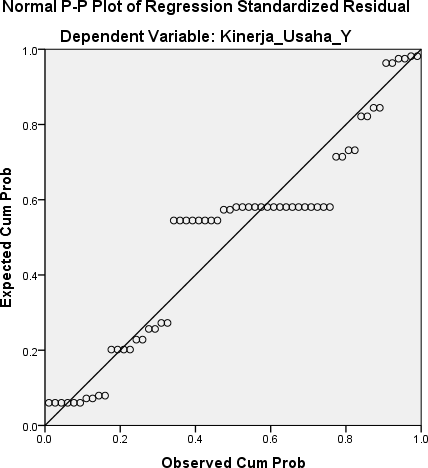 Normal P-P Plot of Regression Standardized Residual
Dependent Variable: Kinerja_Usaha_Y
Expected Cum Prob
1.0
0.8
0.6
0.4
0.2
0.0
0.0 0.2 0.4 0.6 0.8 1.0
Observed Cum Prob